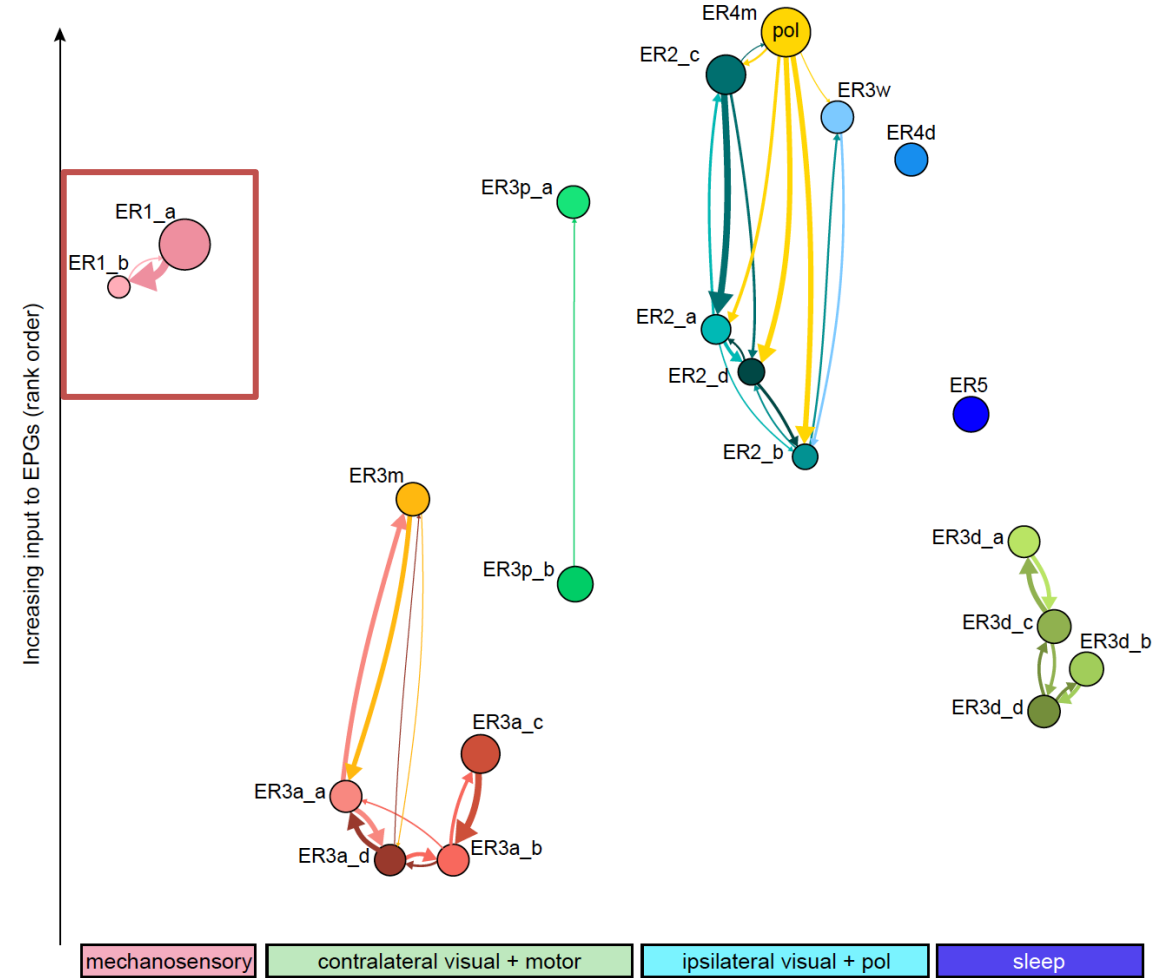 ER4m
pol
ER2_c
ER3w
ER4d
ER3p_a
ER1_a
ER1_b
ER2_a
ER2_d
ER5
ER2_b
ER3m
ER3d_a
ER3p_b
ER3d_c
ER3d_b
ER3d_d
ER3a_c
ER3a_a
ER3a_d
ER3a_b
Increasing input to EPGs (rank order)
mechanosensory
contralateral visual + motor
ipsilateral visual + pol
sleep